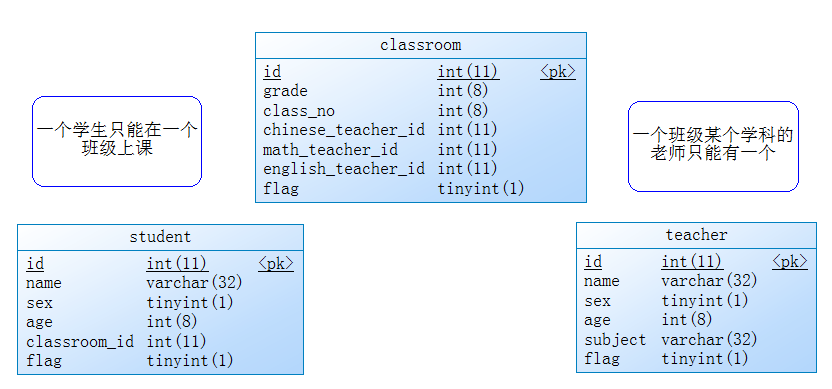 classroom
id int(11) <pk>
grade int(8)
class_no int(8)
chinese_teacher_id int(11)
math_teacher_id int(11)
english_teacher_id int(11)
flag tinyint(1)
一个学生只能在一个
班级上课
一个班级某个学科的
老师只能有一个
student
id int(11) <pk>
name varchar(32)
sex tinyint(1)
age int(8)
classroom_id int(11)
flag tinyint(1)
teacher
id int(11) <pk>
name varchar(32)
sex tinyint(1)
age int(8)
subject varchar(32)
flag tinyint(1)